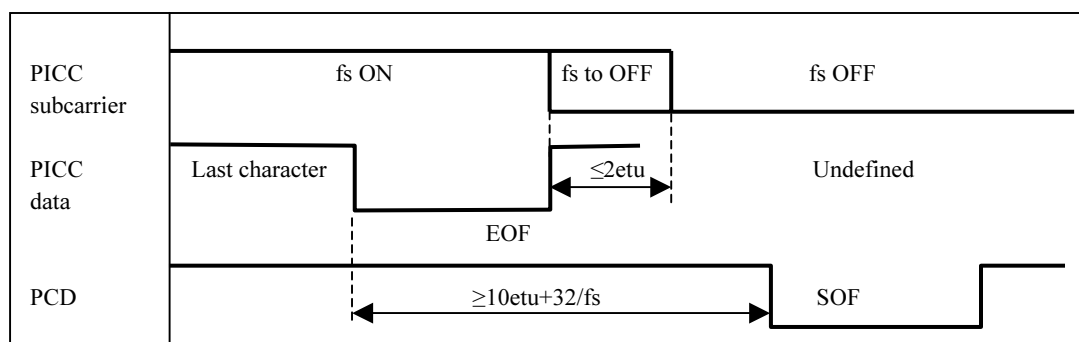 PICC
subcarrier
fs ON
fs to OFF
fs OFF
PICC
data
Last character
≤2etu
Undefined
EOF
PCD
≥10etu+32/fs
SOF